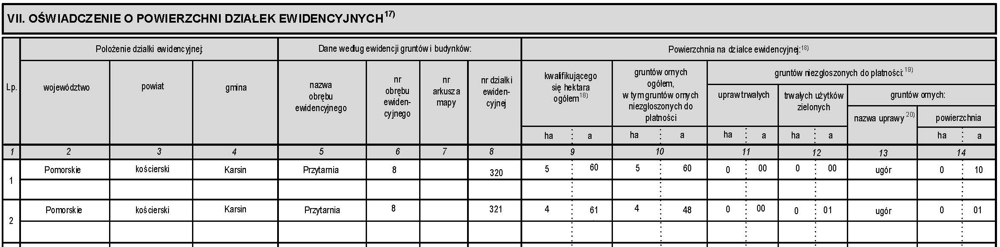 VII. OŚWIADCZENIE O POWIERZCHNI DZIAŁEK EWIDENCYJNYCH17)
Lp.
Położenie działki ewidencyjnej:
Dane według ewidencji gruntów i budynków:
Powierzchnia na działce ewidencyjnej:18)
województwo
powiat
gmina
nazwa
obrębu
ewidencyjnego
nr
obrębu
ewiden-
cyjnego
nr
arkusza
mapy
nr działki
ewiden-
cyjnej
kwalifikującego
się hektara
ogółem18)
gruntów ornych
ogółem,
w tym gruntów ornych
niezgłoszonych do
płatności
gruntów niezgłoszonych do płatności:19)
upraw trwałych
trwałych użytków
zielonych
gruntów ornych:
nazwa uprawy 20)
powierzchnia
ha a ha a ha a ha a ha a
1 2 3 4 5 6 7 8 9 10 11 12 13 14
1 Pomorskie kościerski Karsin Przytarnia 8 320 5 60 5 60 0 00 0 00 ugór 0 10
2 Pomorskie kościerski Karsin Przytarnia 8 321 4 61 4 48 0 00 0 01 ugór 0 01